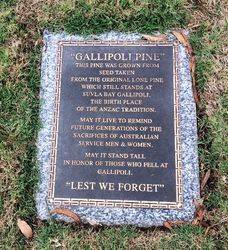 "GALLIPOLI PINE"
THIS PINE WAS GROWN FROM
SEED TAKEN
FROM THE ORIGINAL LONE PINE
WHICH STILL STANDS AT
SUVLA BAY GALLIPOLI.
THE BIRTH PLACE
OF THE ANZAC TRADITION.
MAY IT LIVE TO REMIND
FUTURE GENERATIONS OF THE
SACRIFICES OF AUSTRALIAN
SERVICE MEN & WOMEN.
MAY IT STAND TALL
IN HONOR OF THOSE WHO FELL AT
GALLIPOLI.
"LEST WE FORGET"